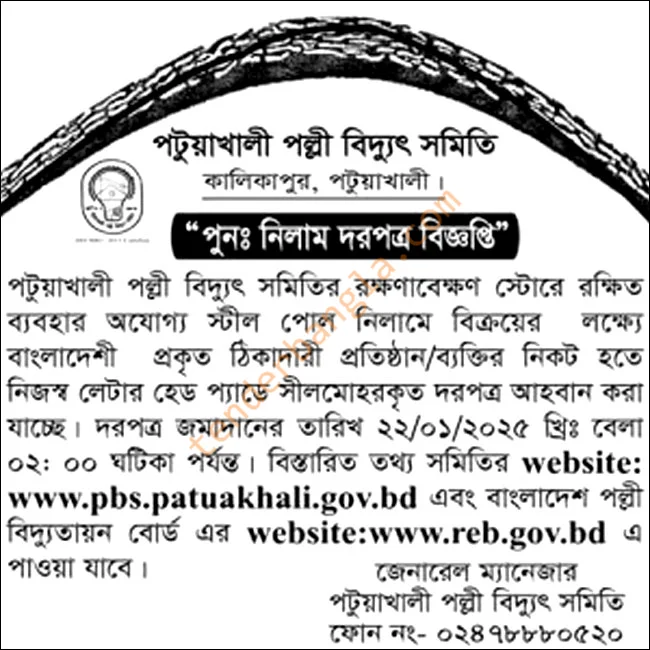 পটুয়াখালী পল্লী বিদ্যুৎ সমিতি
কালিকাপুর, পটুয়াখালী।
“পুনঃ নিলাম দরপত্র বিজ্ঞপ্তি”
পটুয়াখালী পল্লী বিদ্যুৎ সমিতির রক্ষণাবেক্ষণ স্টোরে রক্ষিত
ব্যবহার অযোগ্য স্টীল পোল নিলামে বিক্রয়ের লক্ষ্যে
বাংলাদেশী প্রকৃত ঠিকাদারী প্রতিষ্ঠান/ব্যক্তির নিকট হতে
নিজস্ব লেটার হেড প্যাডে সীলমোহরকৃত দরপত্র আহবান করা
যাচ্ছে। দরপত্র জমাদানের তারিখ ২২/০১/২০২৫ খ্রিঃ বেলা
০২: ০০ ঘটিকা পর্যন্ত। বিস্তারিত তথ্য সমিতির website:
www.pbs.patuakhali.gov.bd এবং বাংলাদেশ পল্লী
বিদ্যুতায়ন বোর্ড এর website:www.reb.gov.bd এ
পাওয়া যাবে।
জেনারেল ম্যানেজার
পটুয়াখালী পল্লী বিদ্যুৎ সমিতি
ফোন নং- ০২৪৭৮৮৮০৫২০
tenderbangla.com